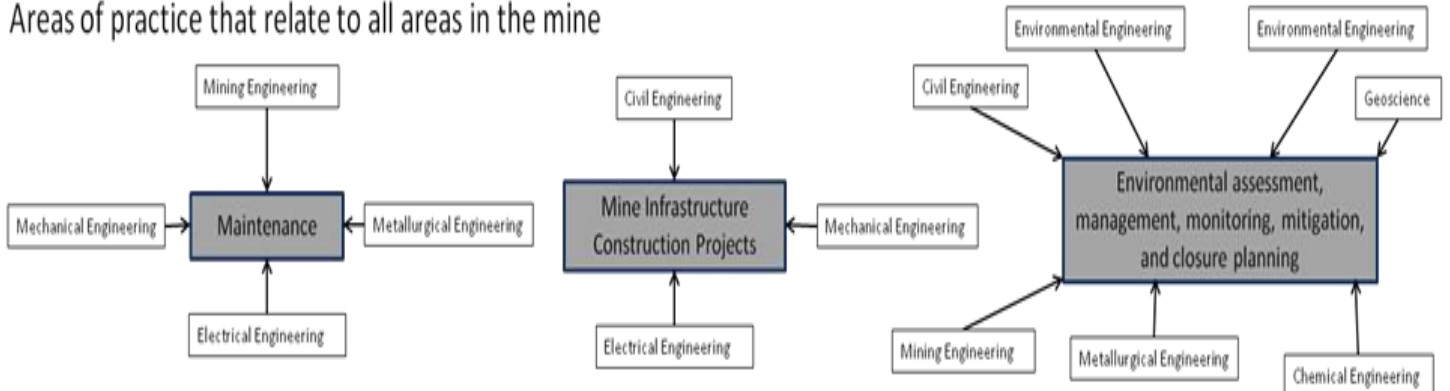 Areas of practice that relate to all areas in the mine
Mining Engineering
Mechanical Engineering
Maintenance
Metallurgical Engineering
Electrical Engineering
Civil Engineering
Mine Infrastructure
Construction Projects
Mechanical Engineering
Electrical Engineering
Environmental Engineering
Environmental Engineering
Civil Engineering
Geoscience
Environmental assessment,
management, monitoring, mitigation,
and closure planning
Mining Engineering
Metallurgical Engineering
Chemical Engineering